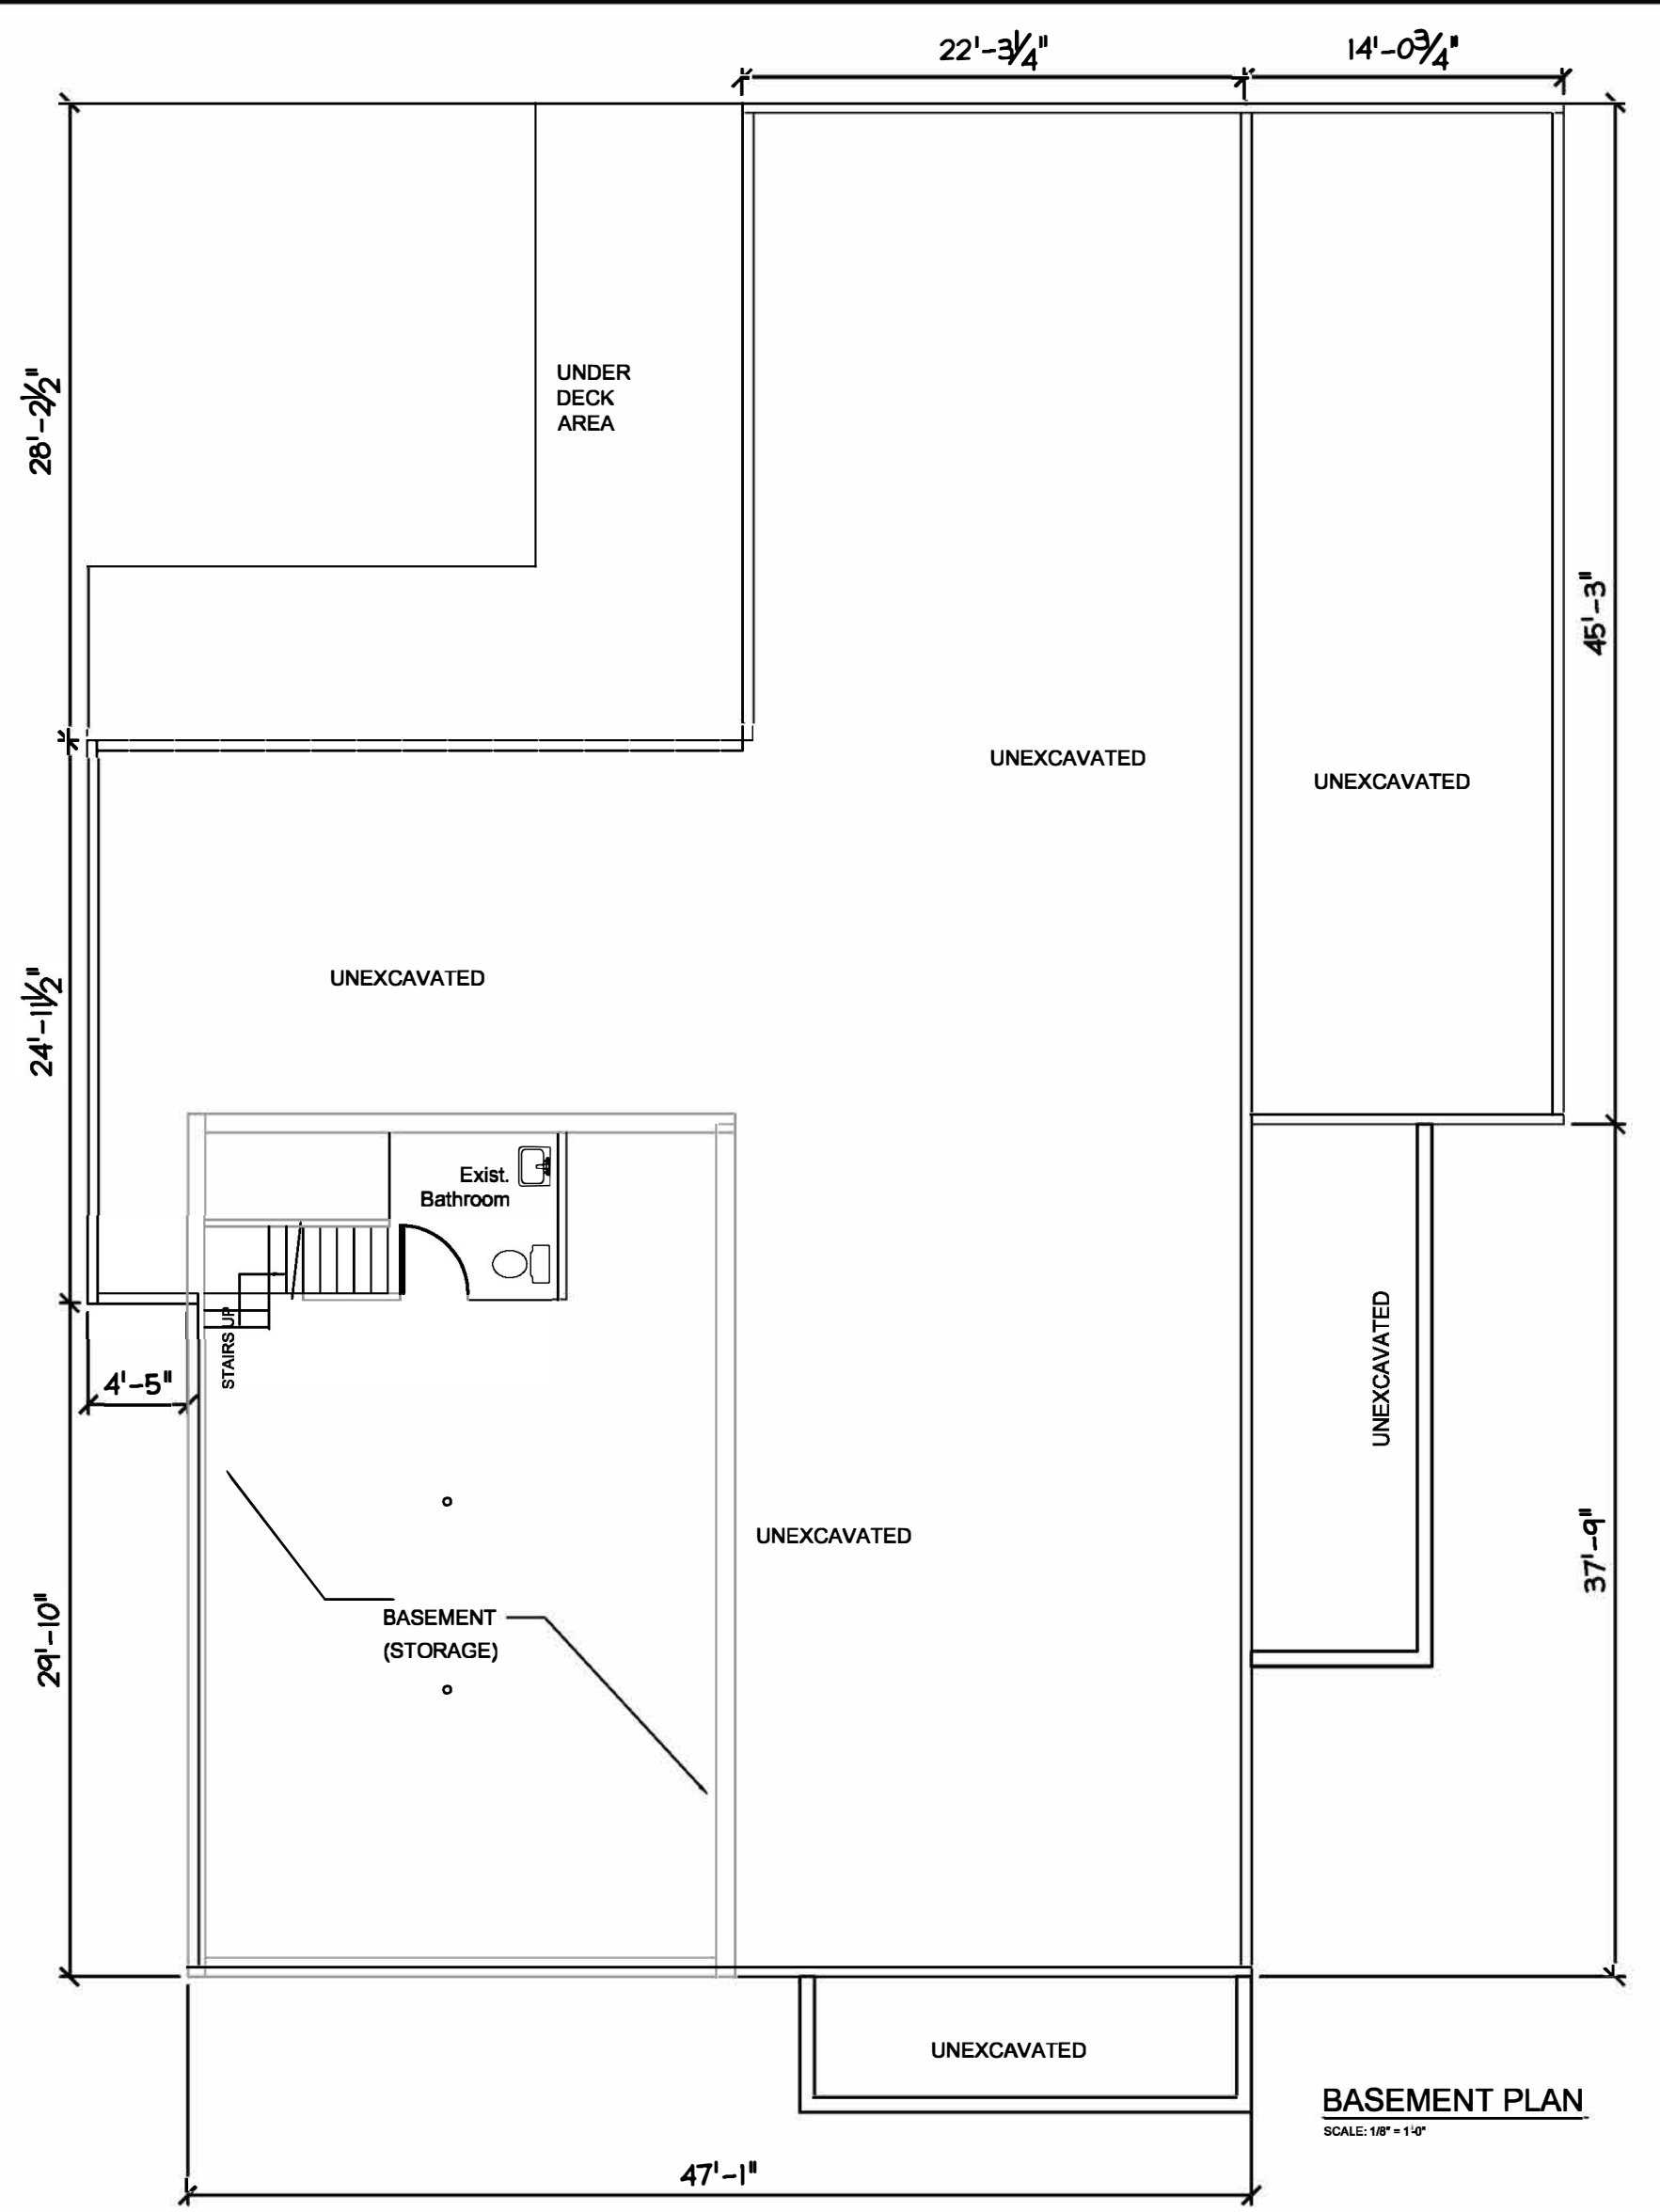 22'-3¼"
14'-0¾"
28'-2½"
UNDER
DECK
AREA
45'-3"
UNEXCAVATED
UNEXCAVATED
UNEXCAVATED
24'-11½"
Exist.
Bathroom
STAIRS UP
4'-5"
UNEXCAVATED
UNEXCAVATED
37'-9"
BASEMENT
(STORAGE)
29'-10"
UNEXCAVATED
BASEMENT PLAN
SCALE: 1/8" = 1'-0"
47'-1"